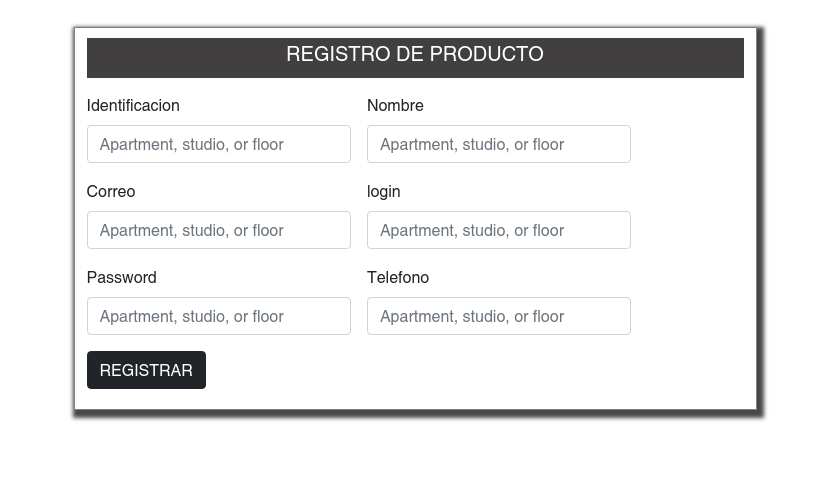 REGISTRO DE PRODUCTO
Identificacion Nombre
Apartment, studio, or floor Apartment, studio, or floor
Correo login
Apartment, studio, or floor Apartment, studio, or floor
Password Telefono
Apartment, studio, or floor Apartment, studio, or floor
REGISTRAR